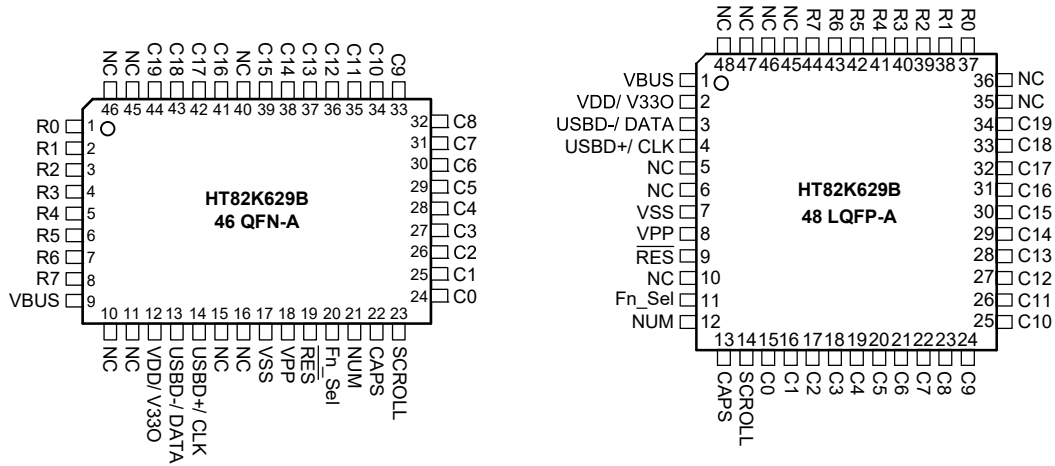 NC NC C19 C18 C17 C16 NC C15 C14 C13 C12 C11 C10 C9
46 45 44 43 42 41 40 39 38 37 36 35 34 33
R0 1
R1 2
R2 3
R3 4
R4 5
R5 6
R6 7
R7 8
VBUS 9
HT82K629B
46 QFN-A
32 C8
31 C7
30 C6
29 C5
28 C4
27 C3
26 C2
25 C1
24 C0
10 11 12 13 14 15 16 17 18 19 20 21 22 23
NC NC VDD/ V33O USBD-/ DATA USBD+/ CLK NC NC VSS VPP RES Fn_Sel NUM CAPS SCROLL
NC NC NC NC R7 R6 R5 R4 R3 R2 R1 R0
48 47 46 45 44 43 42 41 40 39 38 37
VBUS 1
VDD/ V33O 2
USBD-/ DATA 3
USBD+/ CLK 4
NC 5
NC 6
VSS 7
VPP 8
RES 9
NC 10
Fn_Sel 11
NUM 12
HT82K629B
48 LQFP-A
36 NC
35 NC
34 C19
33 C18
32 C17
31 C16
30 C15
29 C14
28 C13
27 C12
26 C11
25 C10
13 14 15 16 17 18 19 20 21 22 23 24
CAPS SCROLL C0 C1 C2 C3 C4 C5 C6 C7 C8 C9